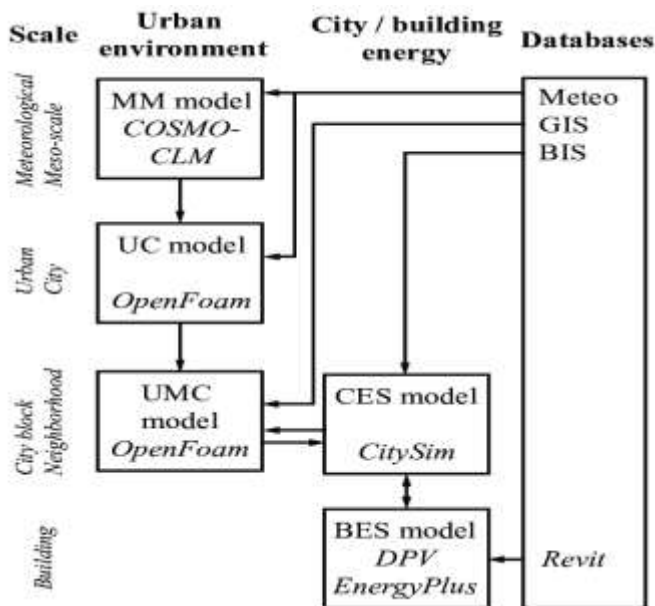 Scale
Urban
environment
City / building
energy
Databases
Meteorological
Meso-scale
MM model
COSMO-
CLM
Meteo
GIS
BIS
Urban
City
UC model
OpenFoam
City block
Neighborhood
UMC
model
OpenFoam
CES model
CitySim
Building
BES model
DPV
EnergyPlus
Revit